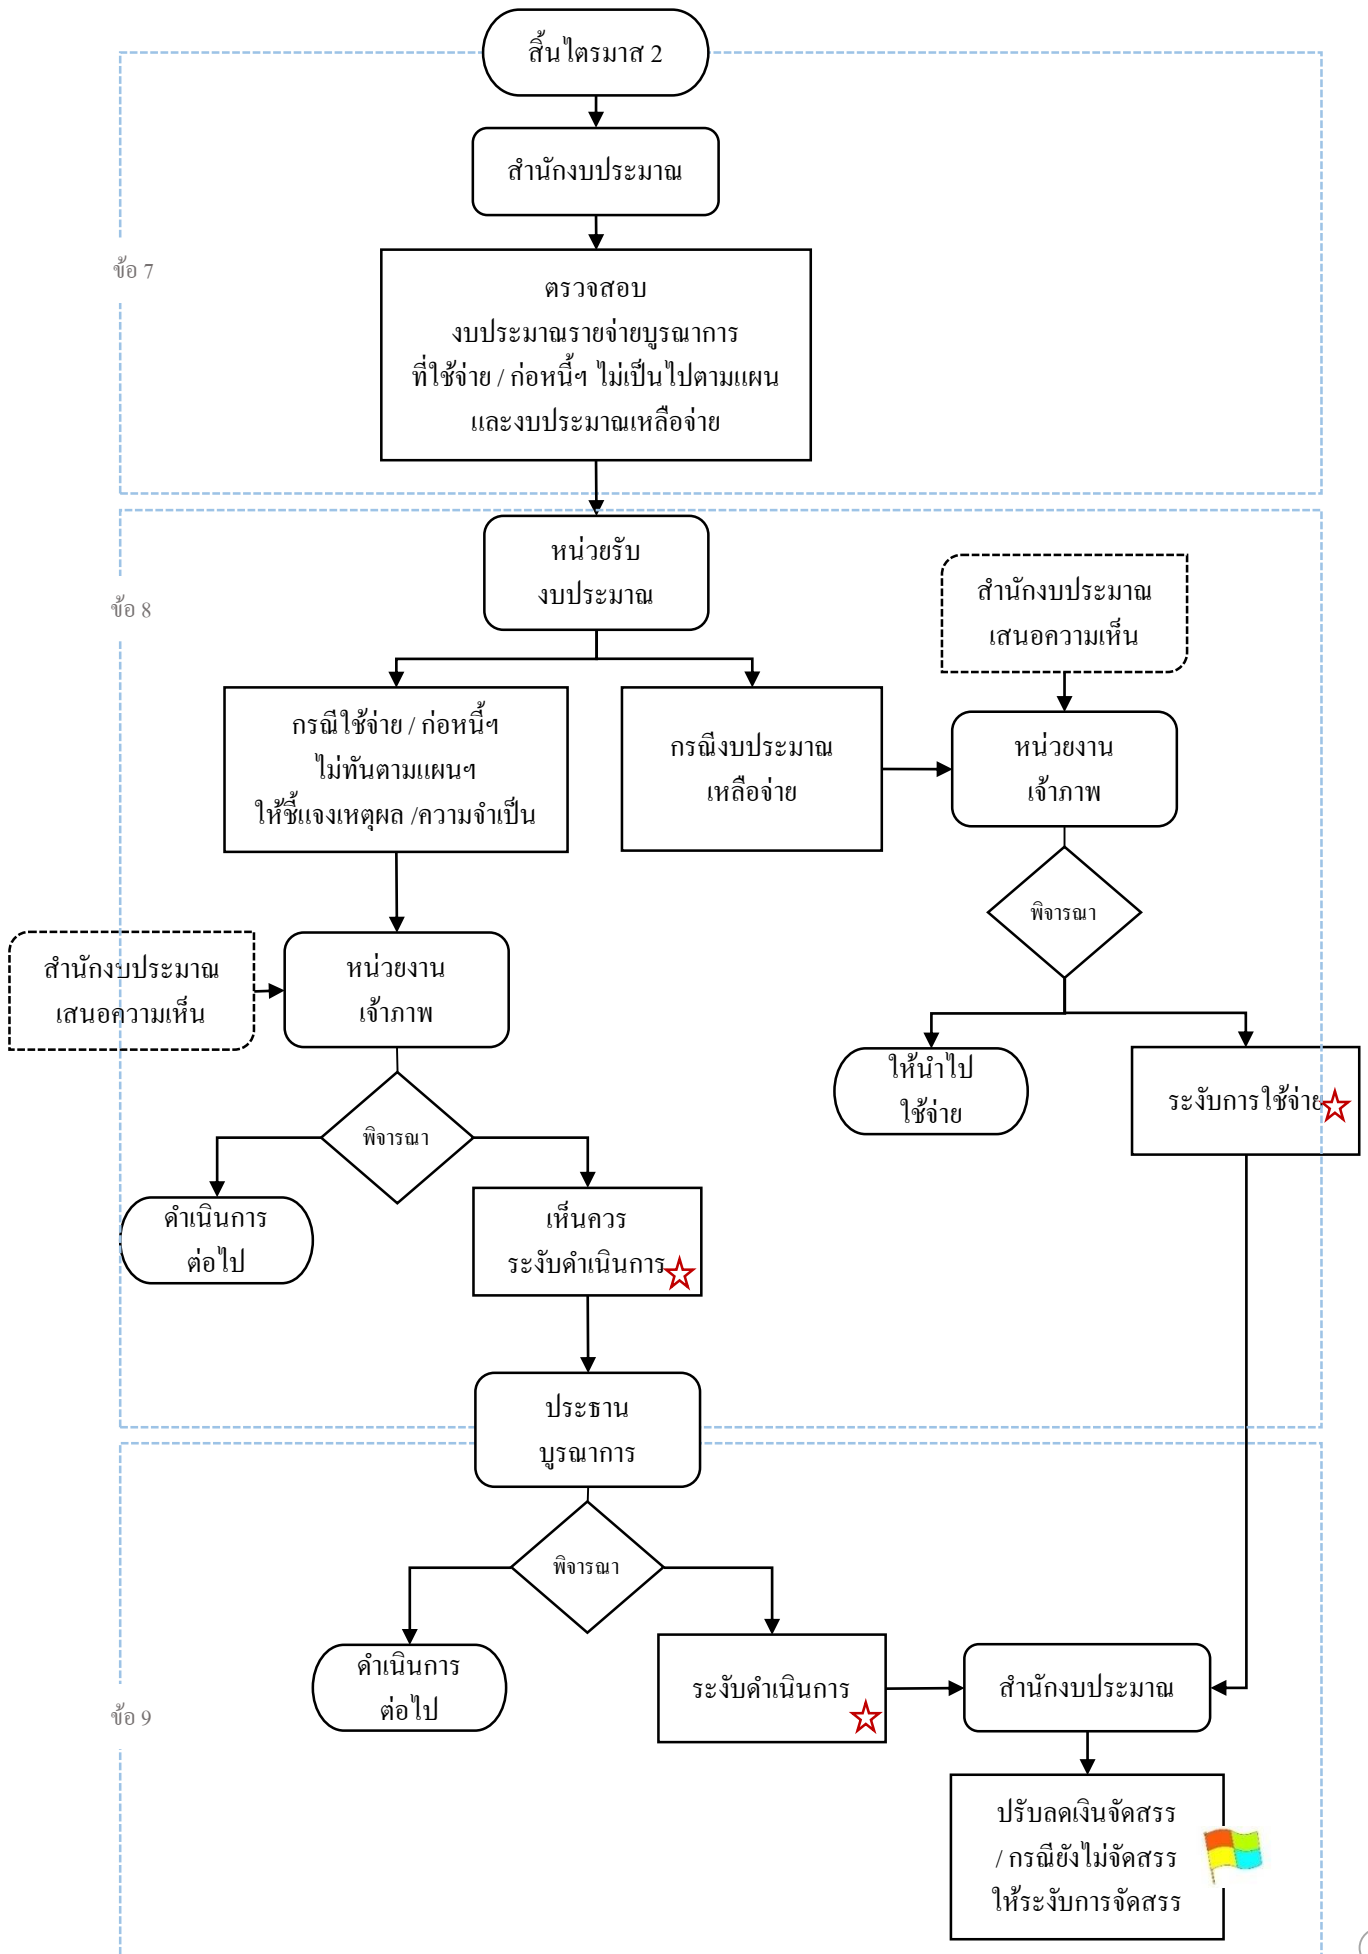 สิ้นไตรมาส 2
สำนักงบประมาณ
ข้อ 7
ตรวจสอบ
งบประมาณรายจ่ายบูรณาการ
ที่ใช้จ่าย / ก่อหนี้ฯ ไม่เป็นไปตามแผน
และงบประมาณเหลือจ่าย
หน่วยรับ
งบประมาณ
สำนักงบประมาณ
เสนอความเห็น
ข้อ 8
กรณีใช้จ่าย / ก่อหนี้ฯ
ไม่ทันตามแผนฯ
ให้ชี้แจงเหตุผล /ความจำเป็น
กรณีงบประมาณ
เหลือจ่าย
หน่วยงาน
เจ้าภาพ
พิจารณา
สำนักงบประมาณ
เสนอความเห็น
หน่วยงาน
เจ้าภาพ
ให้นำไป
ใช้จ่าย
ระงับการใช้จ่าย
พิจารณา
ดำเนินการ
ต่อไป
เห็นควร
ระงับดำเนินการ
ประธาน
บูรณาการ
พิจารณา
ดำเนินการ
ต่อไป
ระงับดำเนินการ
สำนักงบประมาณ
ข้อ 9
ปรับลดเงินจัดสรร
/ กรณียังไม่จัดสรร
ให้ระงับการจัดสรร